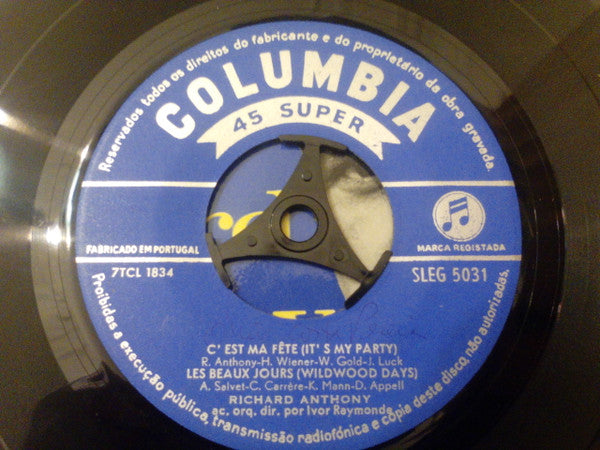 Reservados todos os direitos do fabricante e do proprietário da obra gravada.
COLUMBIA
45 SUPER
FABRICADO EM PORTUGAL
MARCA REGISTADA
7TCL 1834
SLEG 5031
C' EST MA FÊTE (IT' S MY PARTY)
R. Anthony-H. Wiener-W. Gold-J. Luck
LES BEAUX JOURS (WILDWOOD DAYS)
A. Salvet-C. Carrére-K. Mann-D. Appell
RICHARD ANTHONY
ac, orq. dir. por Ivor Raymonde
Proibidas a execução pública, transmissão radiofónica e cópia deste disco, não autorizadas.